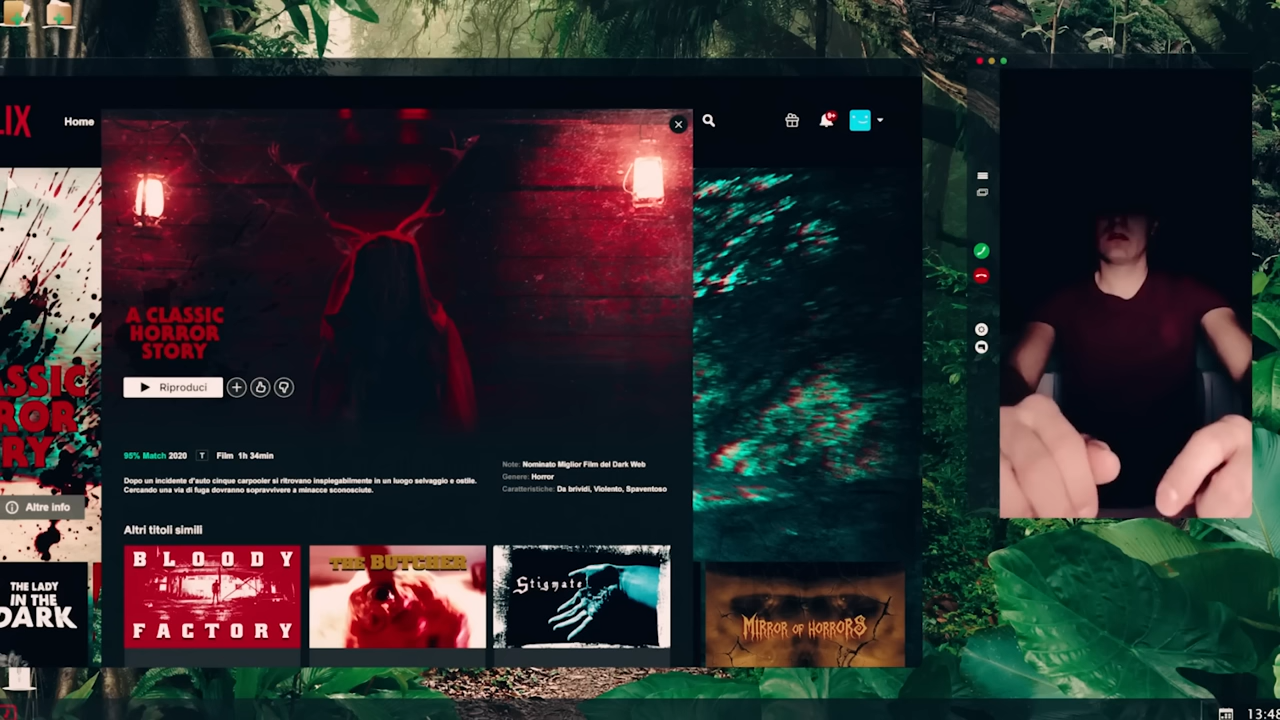 LIX
Home
6+
A CLASSIC
HORROR
STORY
Riproduci
95% Match 2020 T Film 1h 34min
Dopo un incidente d'auto cinque carpooler si ritrovano inspiegabilmente in un luogo selvaggio e ostile.
Cercando una via di fuga dovranno sopravvivere a minacce sconosciute.
Note: Nominato Miglior Film del Dark Web
Genere: Horror
Caratteristiche: Da brividi, Violento, Spaventoso
ASSIC
ROR
RY
Altre info
Altri titoli simili
BLOODY
FACTORY
THE BUTCHER
Stigmate
MIRROR OF HORRORS
THE LADY
IN THE
DARK
13:48